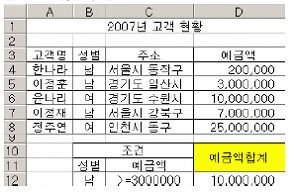 A B C D
1 2007년 고객 현황
2
3 고객명 성별 주소 예금액
4 한나라 남 서울시 동작구 200,000
5 이정훈 남 경기도 일산시 3,000,000
6 윤나리 여 경기도 수원시 10,000,000
7 이정재 남 서울시 강북구 7,000,000
8 정주연 여 인천시 동구 25,000,000
9
10 조건 예금액합계
11 성별 예금액
12 남 >=3000000 10,000,000